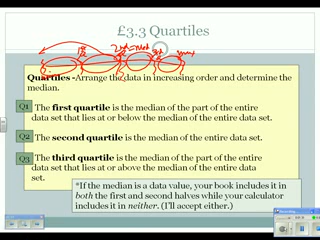 £3.3 Quartiles
1st 2nd=med 3rd
Quartiles -Arrange the data in increasing order and determine the
median.
Q1 The first quartile is the median of the part of the entire
data set that lies at or below the median of the entire data set.
Q2 The second quartile is the median of the entire data set.
Q3 The third quartile is the median of the part of the entire
data set that lies at or above the median of the entire data
set.
*If the median is a data value, your book includes it in
both the first and second halves while your calculator
includes it in neither. (I'll accept either.)